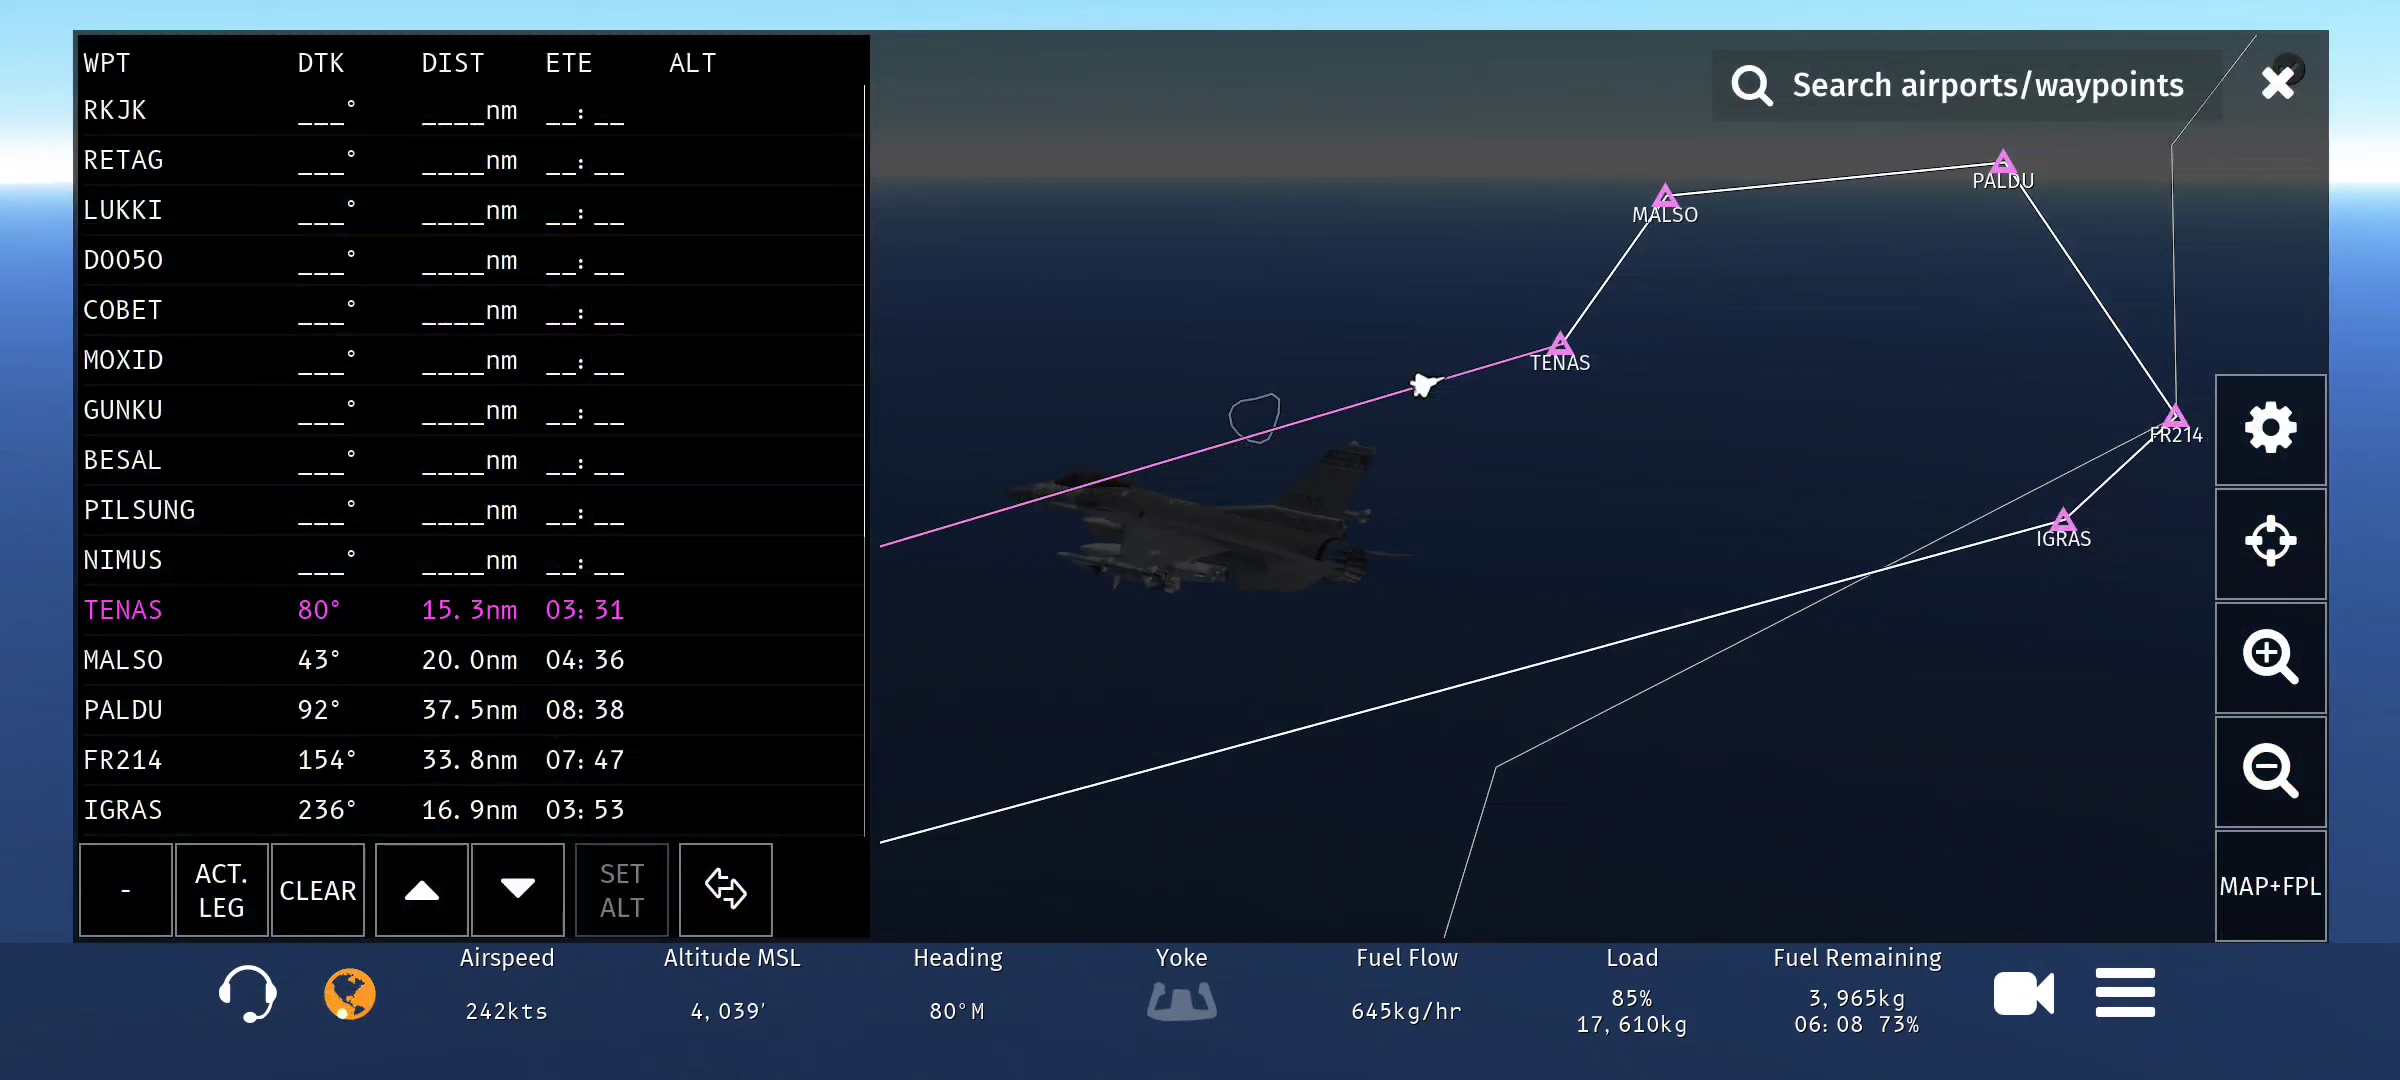 WPT DTK DIST ETE ALT
RKJK ___° ____nm __:__
RETAG ___° ____nm __:__
LUKKI ___° ____nm __:__
D005O ___° ____nm __:__
COBET ___° ____nm __:__
MOXID ___° ____nm __:__
GUNKU ___° ____nm __:__
BESAL ___° ____nm __:__
PILSUNG ___° ____nm __:__
NIMUS ___° ____nm __:__
TENAS 80° 15.3nm 03:31
MALSO 43° 20.0nm 04:36
PALDU 92° 37.5nm 08:38
FR214 154° 33.8nm 07:47
IGRAS 236° 16.9nm 03:53
-
ACT.
LEG
CLEAR
SET
ALT
Search airports/waypoints
PALDU
MALSO
TENAS
FR214
IGRAS
MAP+FPL
Airspeed
242kts
Altitude MSL
4,039'
Heading
80°M
Yoke
Fuel Flow
645kg/hr
Load
85%
17,610kg
Fuel Remaining
3,965kg
06:08 73%